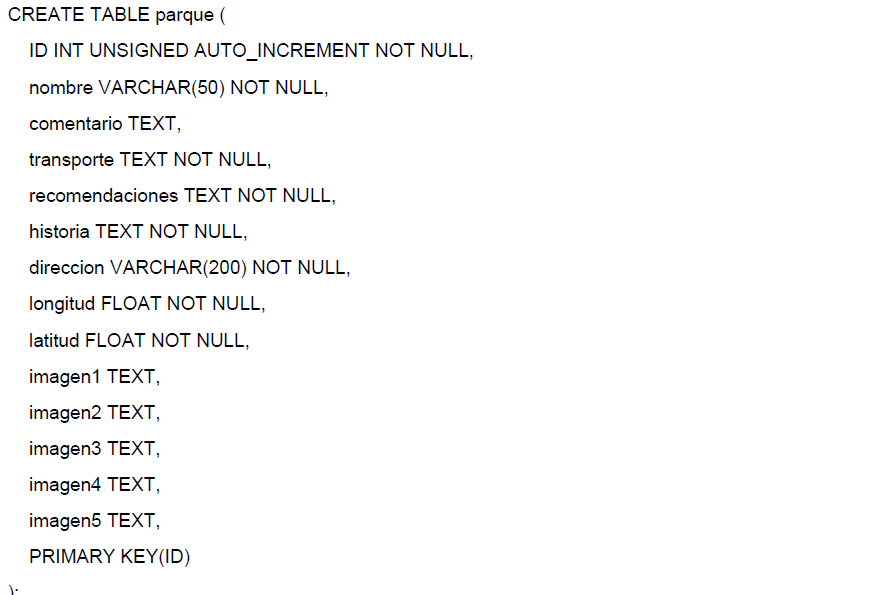 CREATE TABLE parque (
ID INT UNSIGNED AUTO_INCREMENT NOT NULL,
nombre VARCHAR(50) NOT NULL,
comentario TEXT,
transporte TEXT NOT NULL,
recomendaciones TEXT NOT NULL,
historia TEXT NOT NULL,
direccion VARCHAR(200) NOT NULL,
longitud FLOAT NOT NULL,
latitud FLOAT NOT NULL,
imagen1 TEXT,
imagen2 TEXT,
imagen3 TEXT,
imagen4 TEXT,
imagen5 TEXT,
PRIMARY KEY(ID)
);